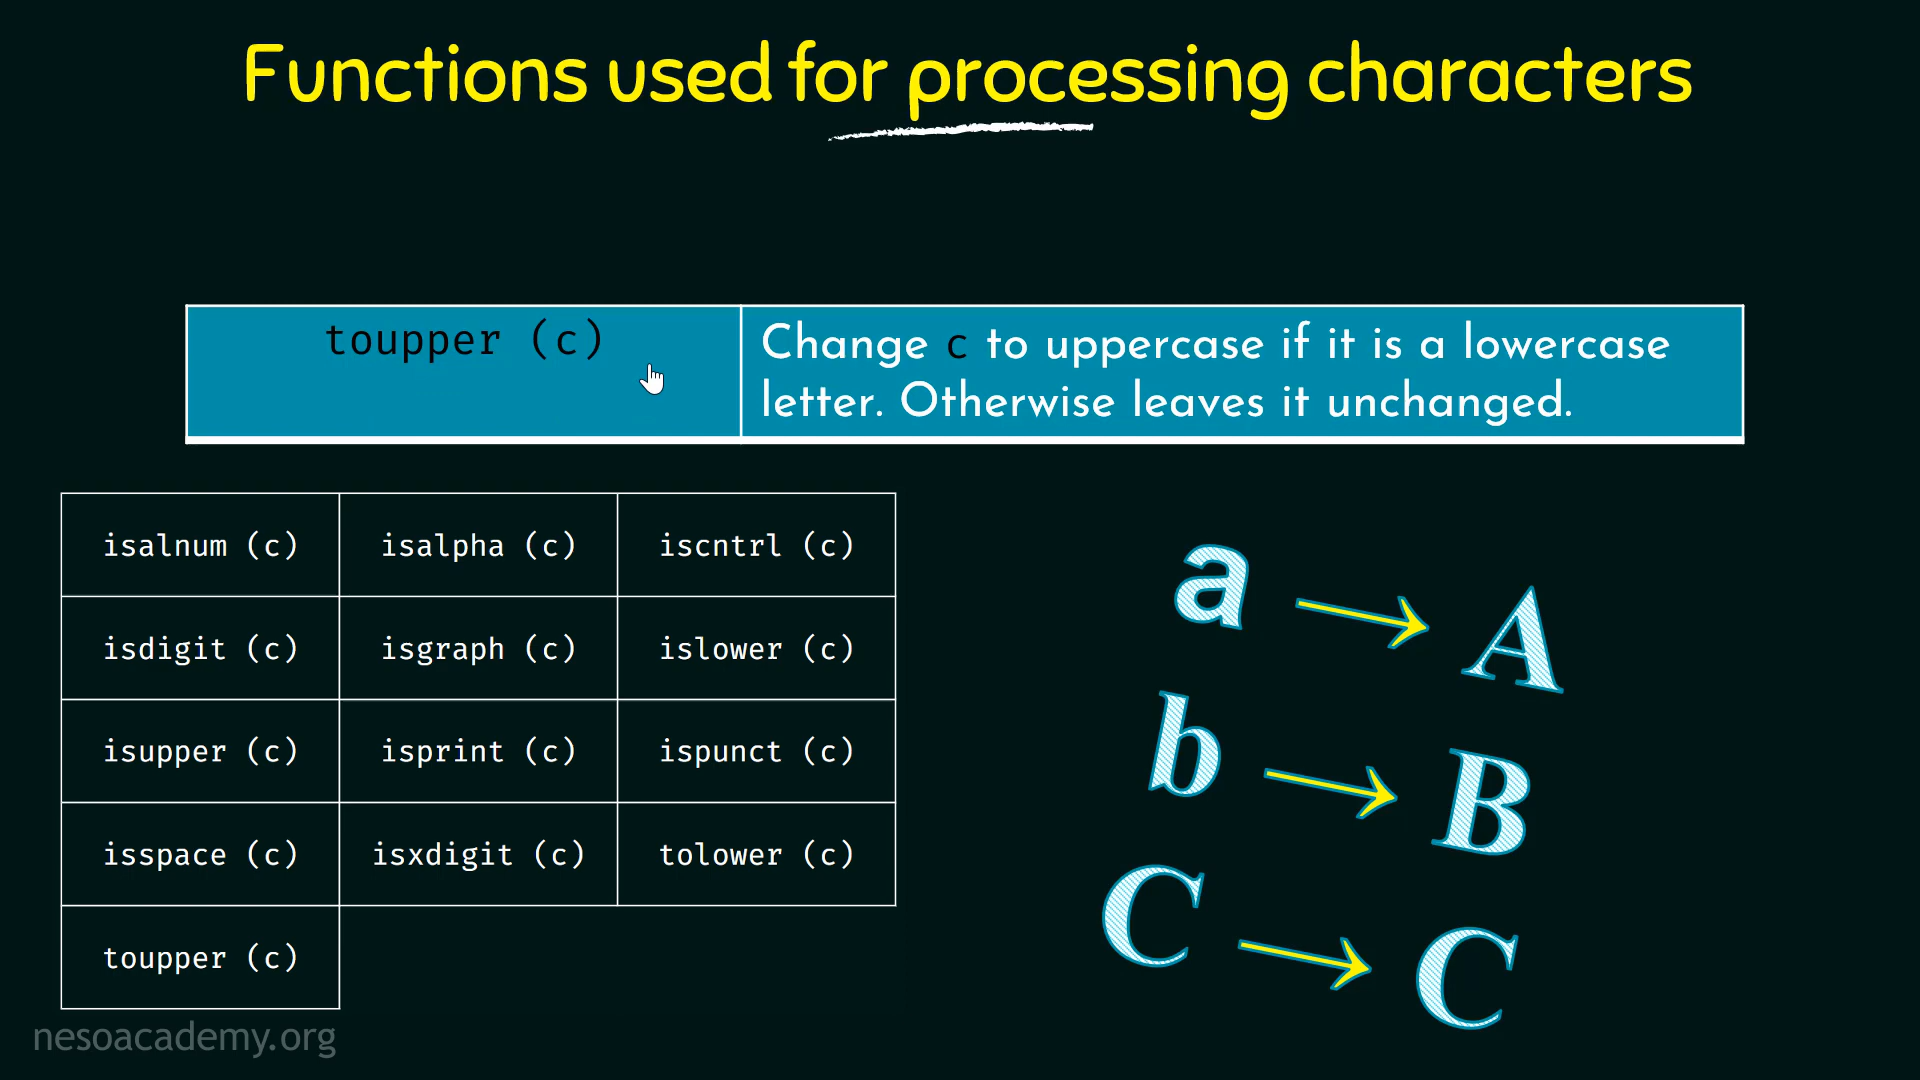 Functions used for processing characters
toupper (c)
Change c to uppercase if it is a lowercase
letter. Otherwise leaves it unchanged.
isalnum (c) isalpha (c) iscntrl (c)
isdigit (c) isgraph (c) islower (c)
isupper (c) isprint (c) ispunct (c)
isspace (c) isxdigit (c) tolower (c)
toupper (c)
a → A
b → B
C → C
nesoacademy.org